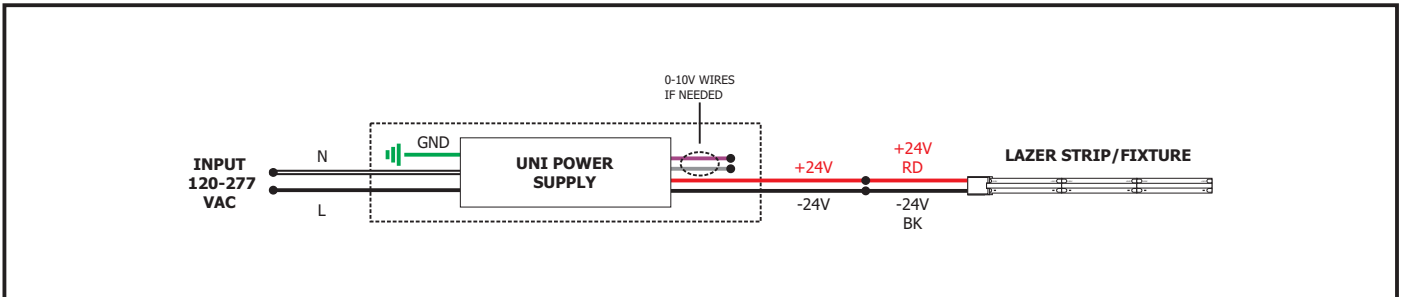 0-10V WIRES
IF NEEDED
INPUT
120-277
VAC
N
L
GND
UNI POWER
SUPPLY
+24V
-24V
+24V
RD
-24V
BK
LAZER STRIP/FIXTURE